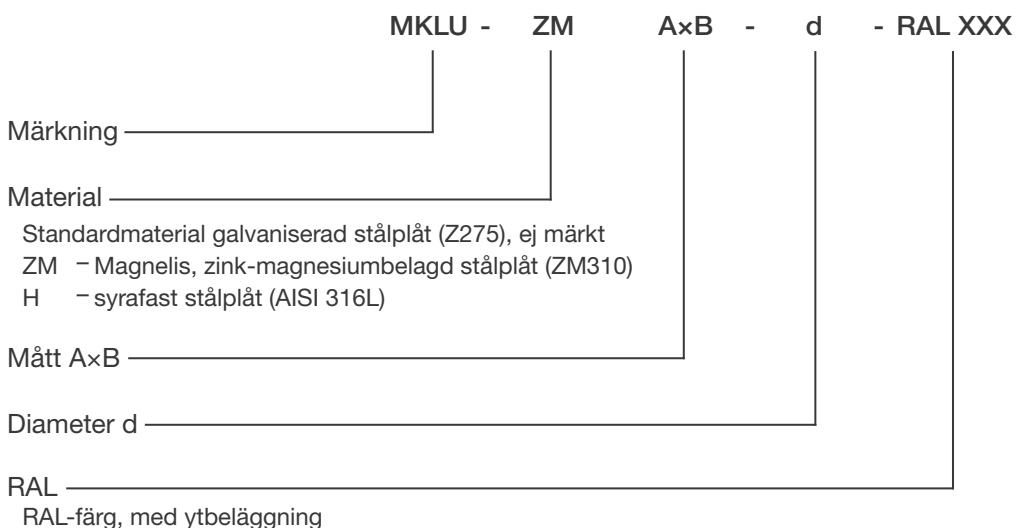 MKLU - ZM A×B - d - RAL XXX
Märkning
Material
Standardmaterial galvaniserad stålplåt (Z275), ej märkt
ZM – Magnelis, zink-magnesiumbelagd stålplåt (ZM310)
H – syrafast stålplåt (AISI 316L)
Mått A×B
Diameter d
RAL
RAL-färg, med ytbeläggning